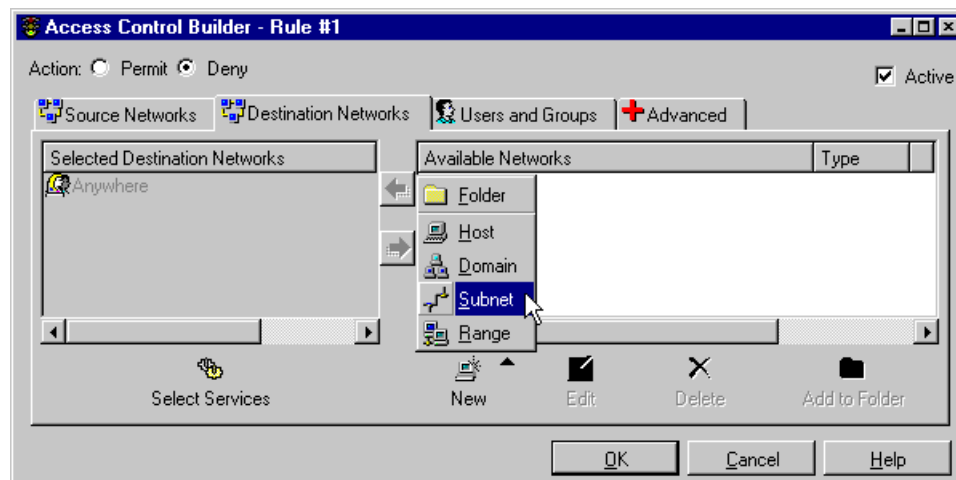 Access Control Builder - Rule #1
Action: Permit Deny
Active
Source Networks Destination Networks Users and Groups Advanced
Selected Destination Networks Available Networks Type
Anywhere
Folder
Host
Domain
Subnet
Range
Select Services New Edit Delete Add to Folder
OK Cancel Help